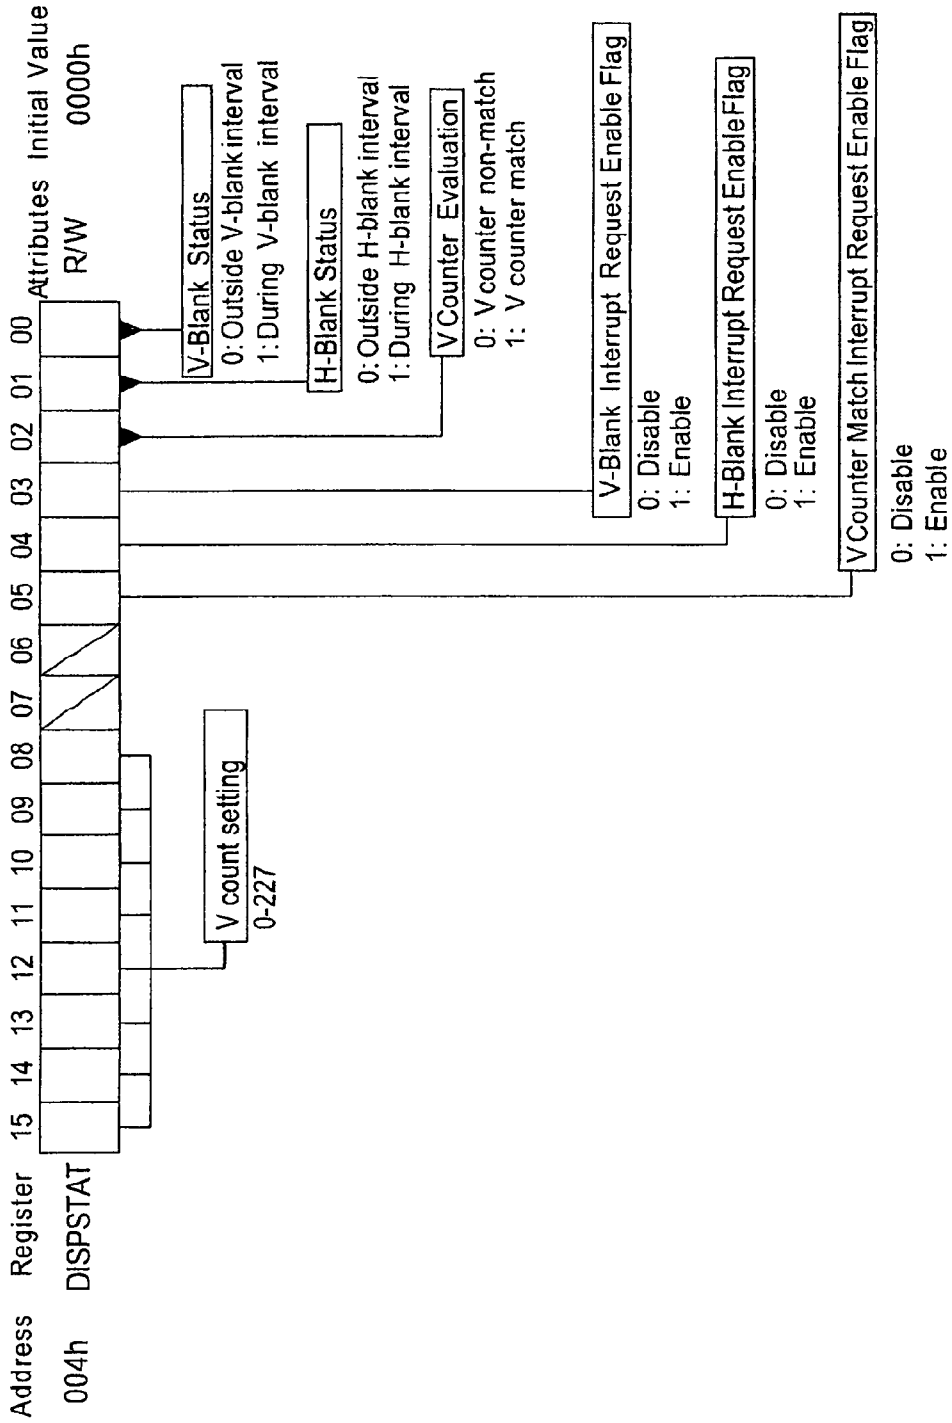 Address Register 15 14 13 12 11 10 09 08 07 06 05 04 03 02 01 00 Attributes Initial Value
004h DISPSTAT R/W 0000h
V-Blank Status
0: Outside V-blank interval
1: During V-blank interval
H-Blank Status
0: Outside H-blank interval
1: During H-blank interval
V Counter Evaluation
0: V counter non-match
1: V counter match
V-Blank Interrupt Request Enable Flag
0: Disable
1: Enable
H-Blank Interrupt Request Enable Flag
0: Disable
1: Enable
V Counter Match Interrupt Request Enable Flag
0: Disable
1: Enable
V count setting
0-227